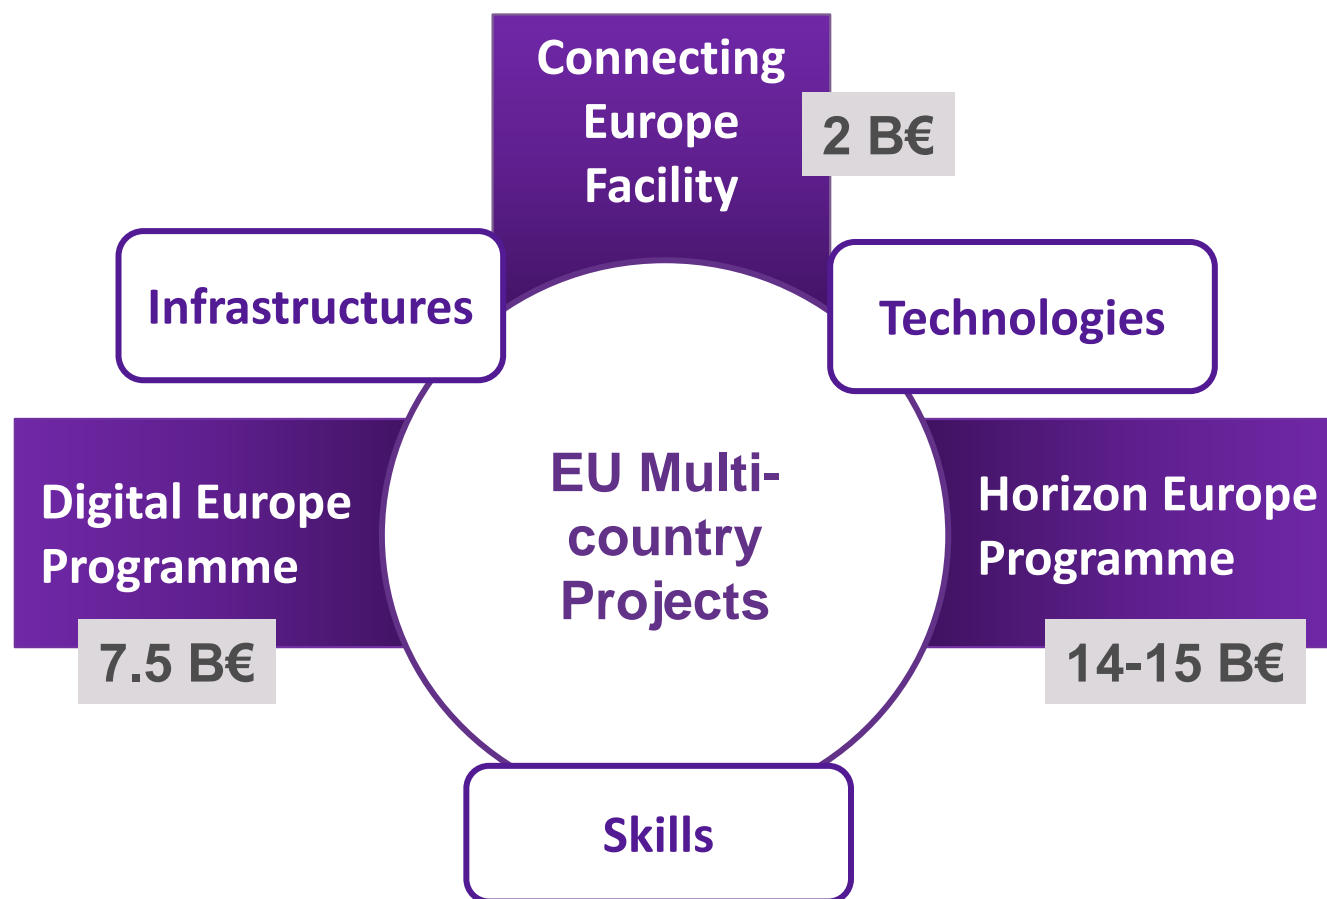 Connecting
Europe
Facility
2 B€
Infrastructures
Technologies
EU Multi-
country
Projects
Digital Europe
Programme
7.5 B€
Horizon Europe
Programme
14-15 B€
Skills